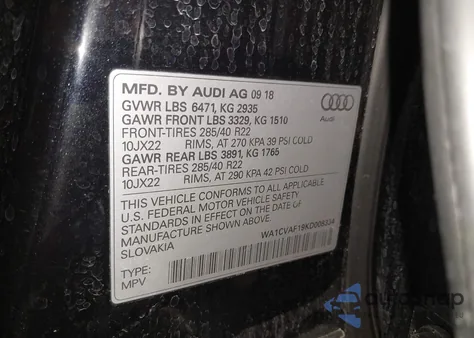 MFD. BY AUDI AG 09 18
GVWR LBS 6471, KG 2935
GAWR FRONT LBS 3329, KG 1510
FRONT-TIRES 285/40 R22
10JX22 RIMS, AT 270 KPA 39 PSI COLD
GAWR REAR LBS 3891, KG 1765
REAR-TIRES 285/40 R22
10JX22 RIMS, AT 290 KPA 42 PSI COLD
THIS VEHICLE CONFORMS TO ALL APPLICABLE
U.S. FEDERAL MOTOR VEHICLE SAFETY
STANDARDS IN EFFECT ON THE DATE OF
MANUFACTURE SHOWN ABOVE.
SLOVAKIA
WA1CVAF19KD008334
TYPE:
MPV
Audi